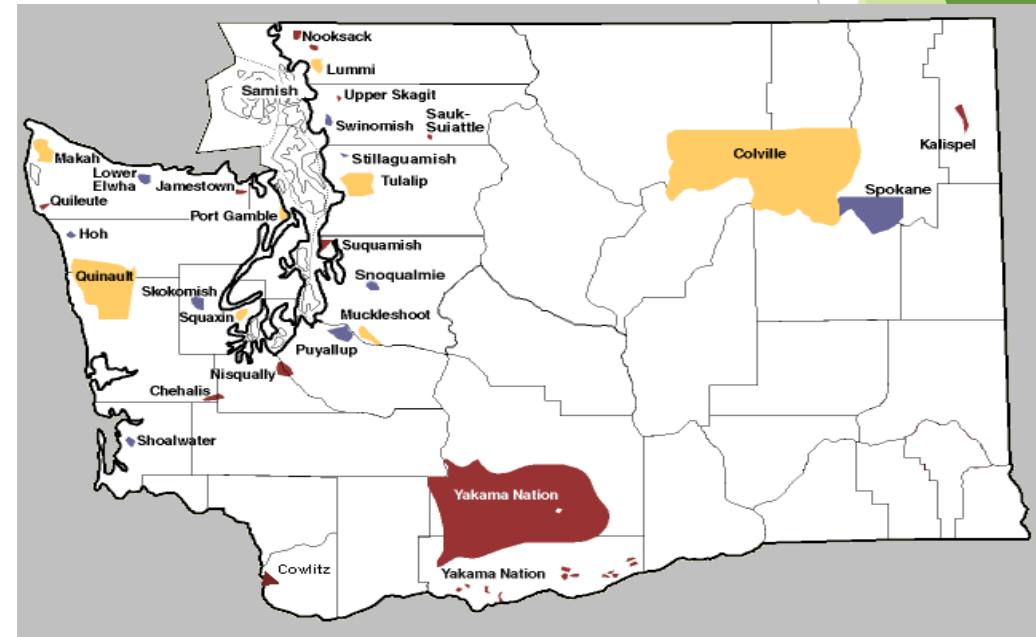 Nooksack
Lummi
Samish
Upper Skagit
Sauk-
Suiattle
Swinomish
Stillaguamish
Tulalip
Makah
Lower
Elwha
Jamestown
Quileute
Port Gamble
Hoh
Suquamish
Snoqualmie
Quinault
Skokomish
Squaxin
Muckleshoot
Puyallup
Nisqually
Chehalis
Shoalwater
Colville
Kalispel
Spokane
Yakama Nation
Yakama Nation
Cowlitz